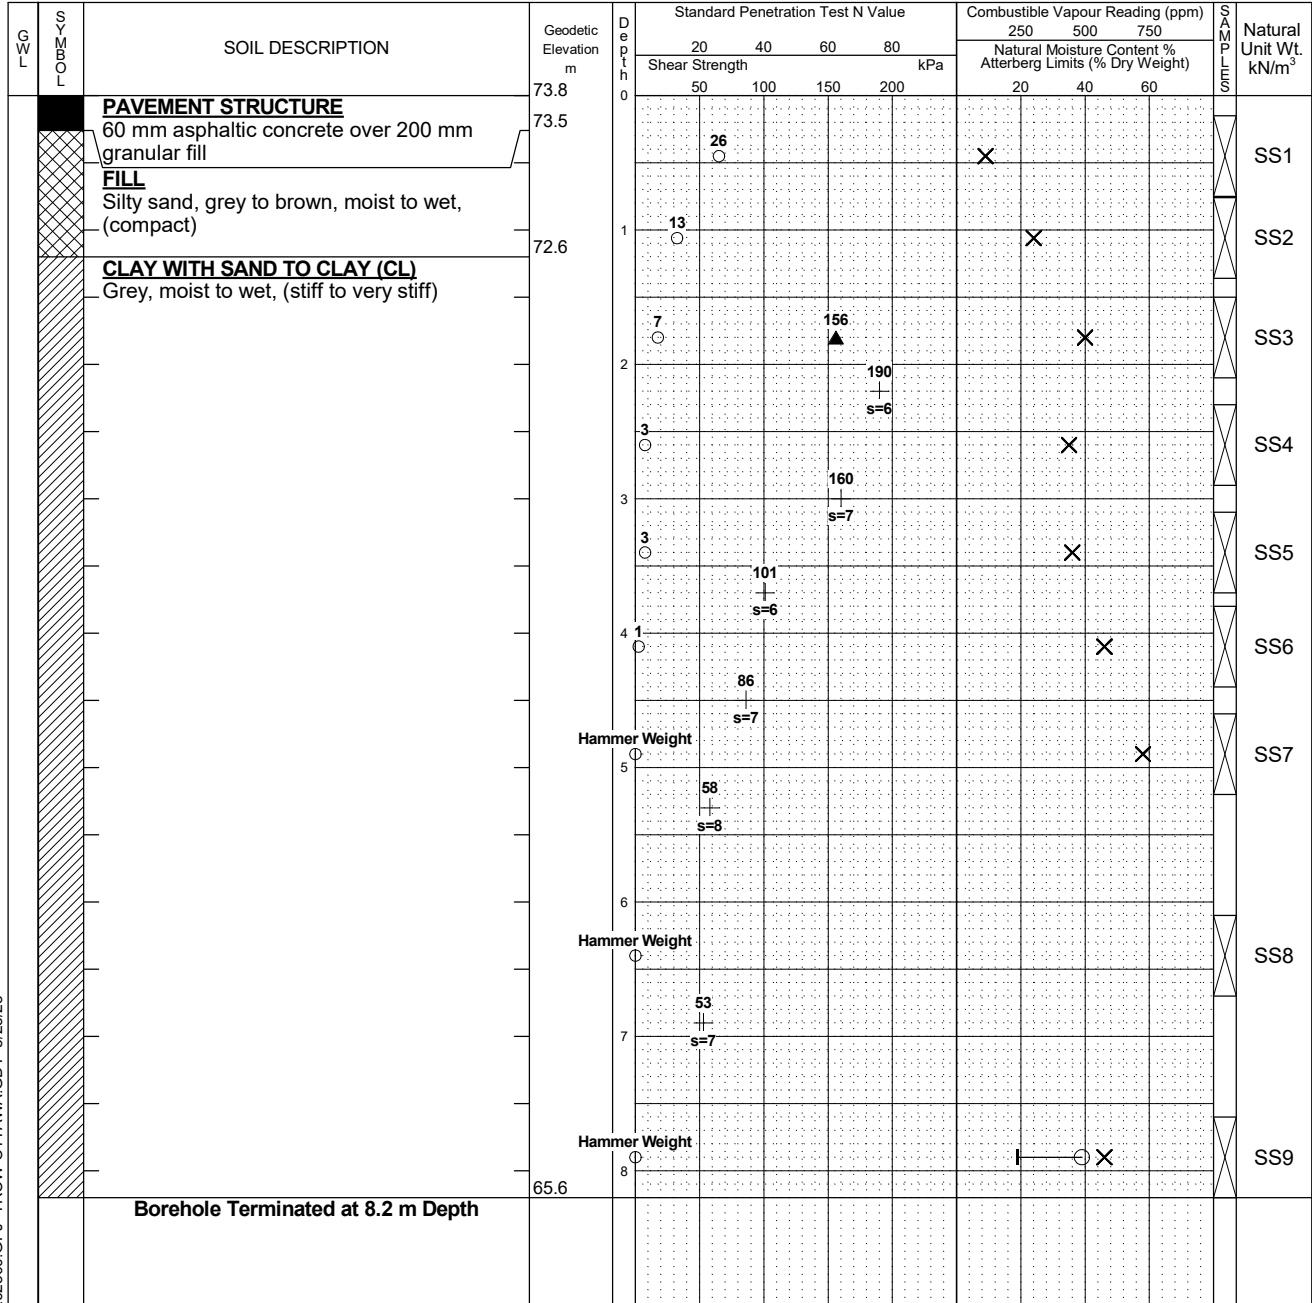 GWL
SYMBOL
SOIL DESCRIPTION
Geodetic
Elevation
m
Depth
Standard Penetration Test N Value
20 40 60 80
Shear Strength kPa
50 100 150 200
Combustible Vapour Reading (ppm)
250 500 750
Natural Moisture Content %
Atterberg Limits (% Dry Weight)
20 40 60
SAMPLES
Natural
Unit Wt.
kN/m³
73.8
0
PAVEMENT STRUCTURE
73.5
60 mm asphaltic concrete over 200 mm
granular fill
26
SS1
FILL
Silty sand, grey to brown, moist to wet,
(compact)
13
1
SS2
72.6
CLAY WITH SAND TO CLAY (CL)
Grey, moist to wet, (stiff to very stiff)
7
156
SS3
2
190
s=6
3
SS4
160
3
s=7
3
SS5
101
s=6
4
1
SS6
86
s=7
Hammer Weight
SS7
5
58
s=8
6
Hammer Weight
SS8
53
7
s=7
Hammer Weight
SS9
8
65.6
Borehole Terminated at 8.2 m Depth